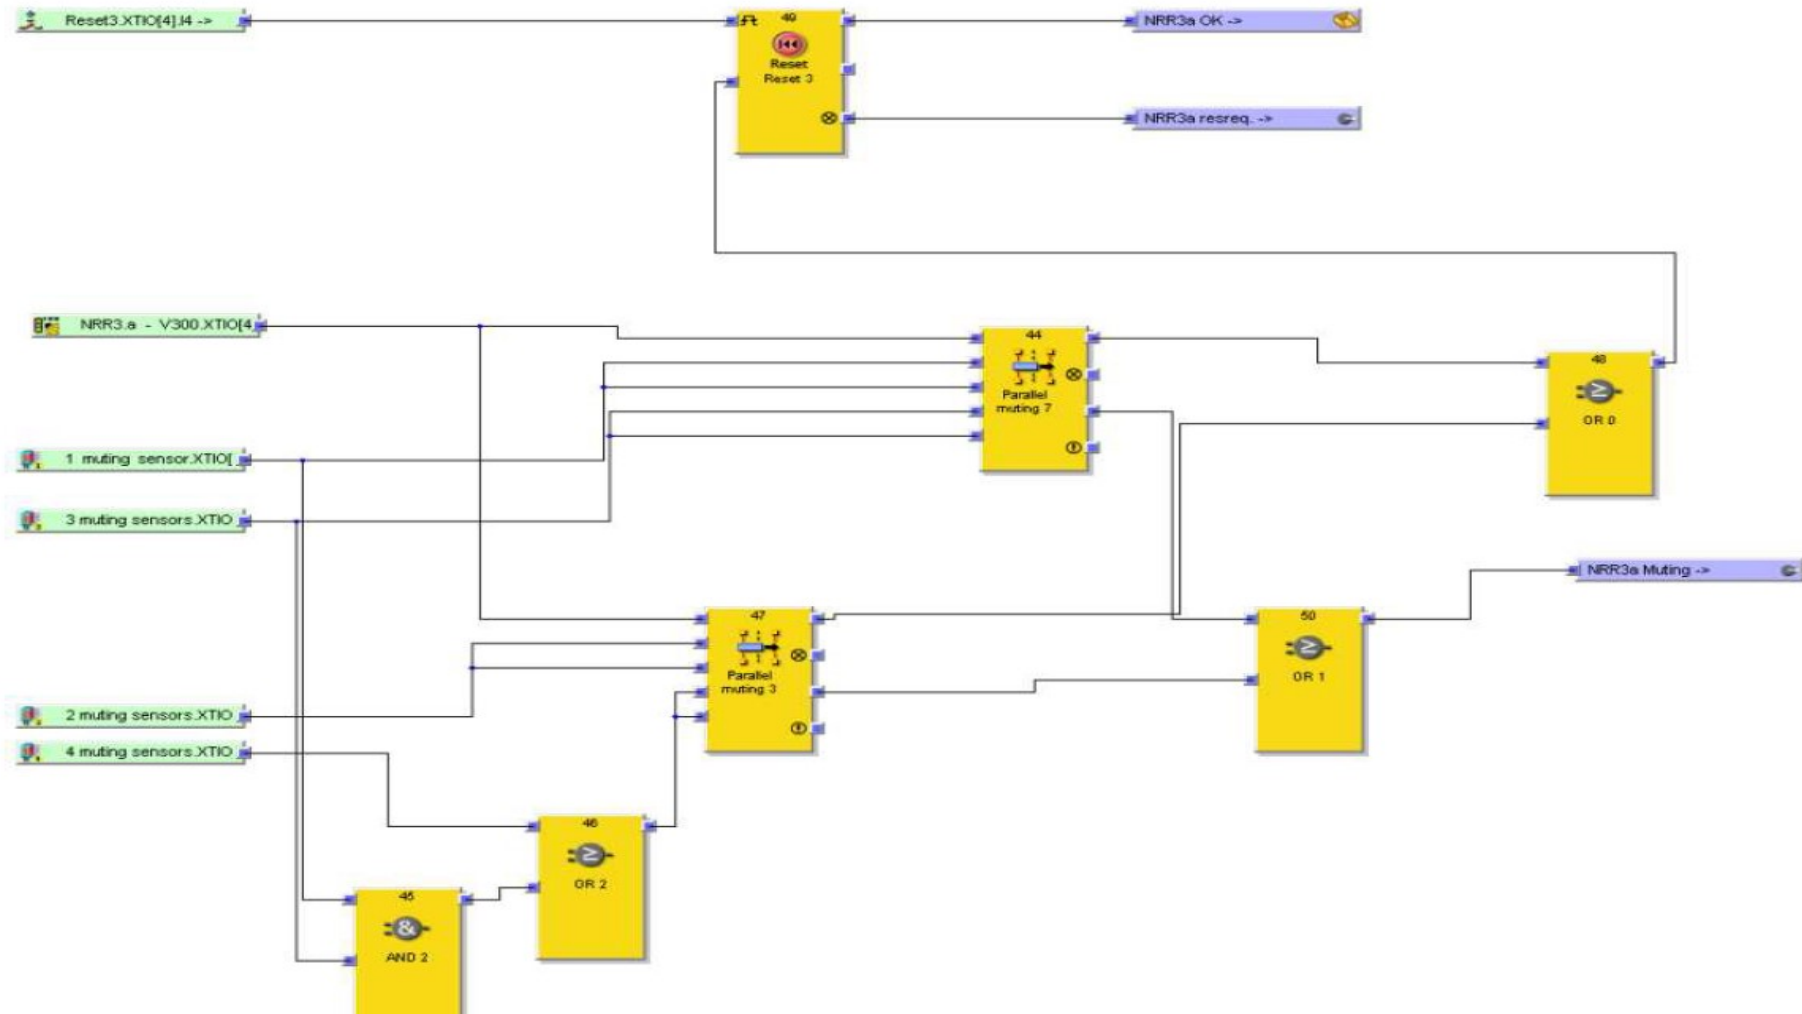 Reset3.XTIO[4].I4 ->
49
Reset
Reset 3
NRR3a OK ->
NRR3a resreq. ->
NRR3.a - V300.XTIO[4
44
Parallel
muting 7
48
OR 0
1 muting sensor.XTIO[
3 muting sensors.XTIO
NRR3a Muting ->
47
Parallel
muting 3
50
OR 1
2 muting sensors.XTIO
4 muting sensors.XTIO
46
OR 2
45
&
AND 2